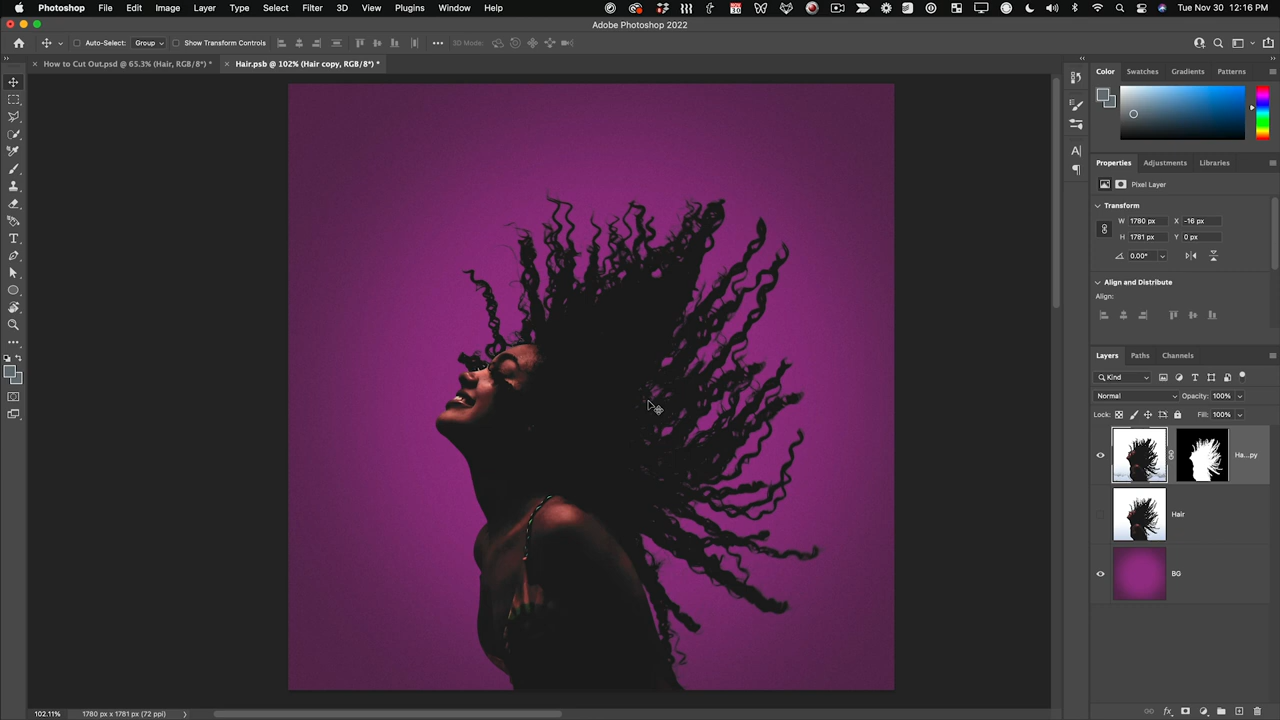 Photoshop File Edit Image Layer Type Select Filter 3D View Plugins Window Help Tue Nov 30 12:16 PM
Adobe Photoshop 2022
Auto-Select: Group Show Transform Controls 3D Mode:
How to Cut Out.psd @ 65.3% (Hair, RGB/8*) * Hair.psb @ 102% (Hair copy, RGB/8*) *
Color Swatches Gradients Patterns
Properties Adjustments Libraries
Pixel Layer
Transform
W 1780 px X -16 px
H 1781 px Y 0 px
0.00°
Align and Distribute
Align:
Layers Paths Channels
Kind
Normal Opacity: 100%
Lock: Fill: 100%
Ha...py
Hair
BG
102.11% 1780 px x 1781 px (72 ppi)